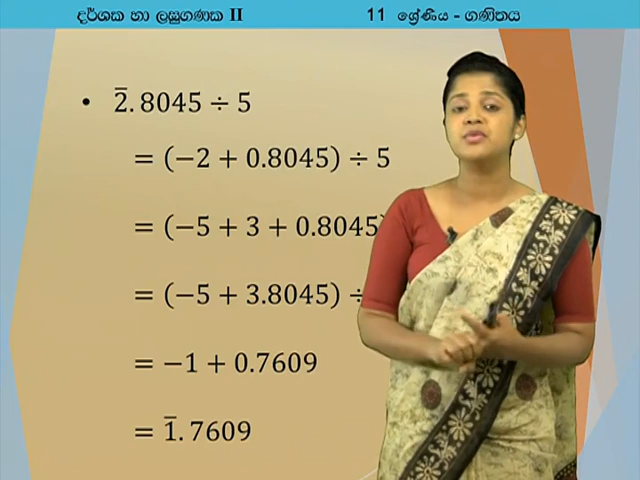 දර්ශක හා ලඝුගණක II
11 ශ්‍රේණිය - ගණිතය
• 2̄. 8045 ÷ 5
= (−2 + 0.8045) ÷ 5
= (−5 + 3 + 0.8045)
= (−5 + 3.8045) ÷
= −1 + 0.7609
= 1̄. 7609